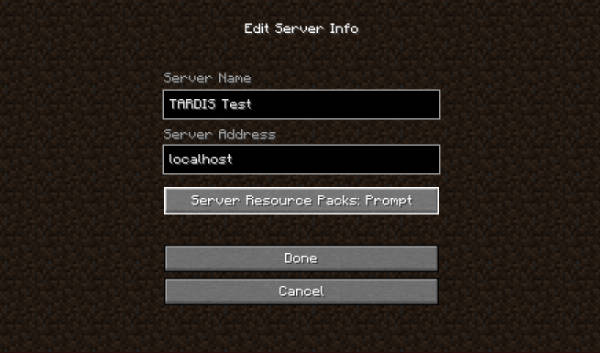 Edit Server Info
Server Name
TARDIS Test
Server Address
localhost
Server Resource Packs: Prompt
Done
Cancel